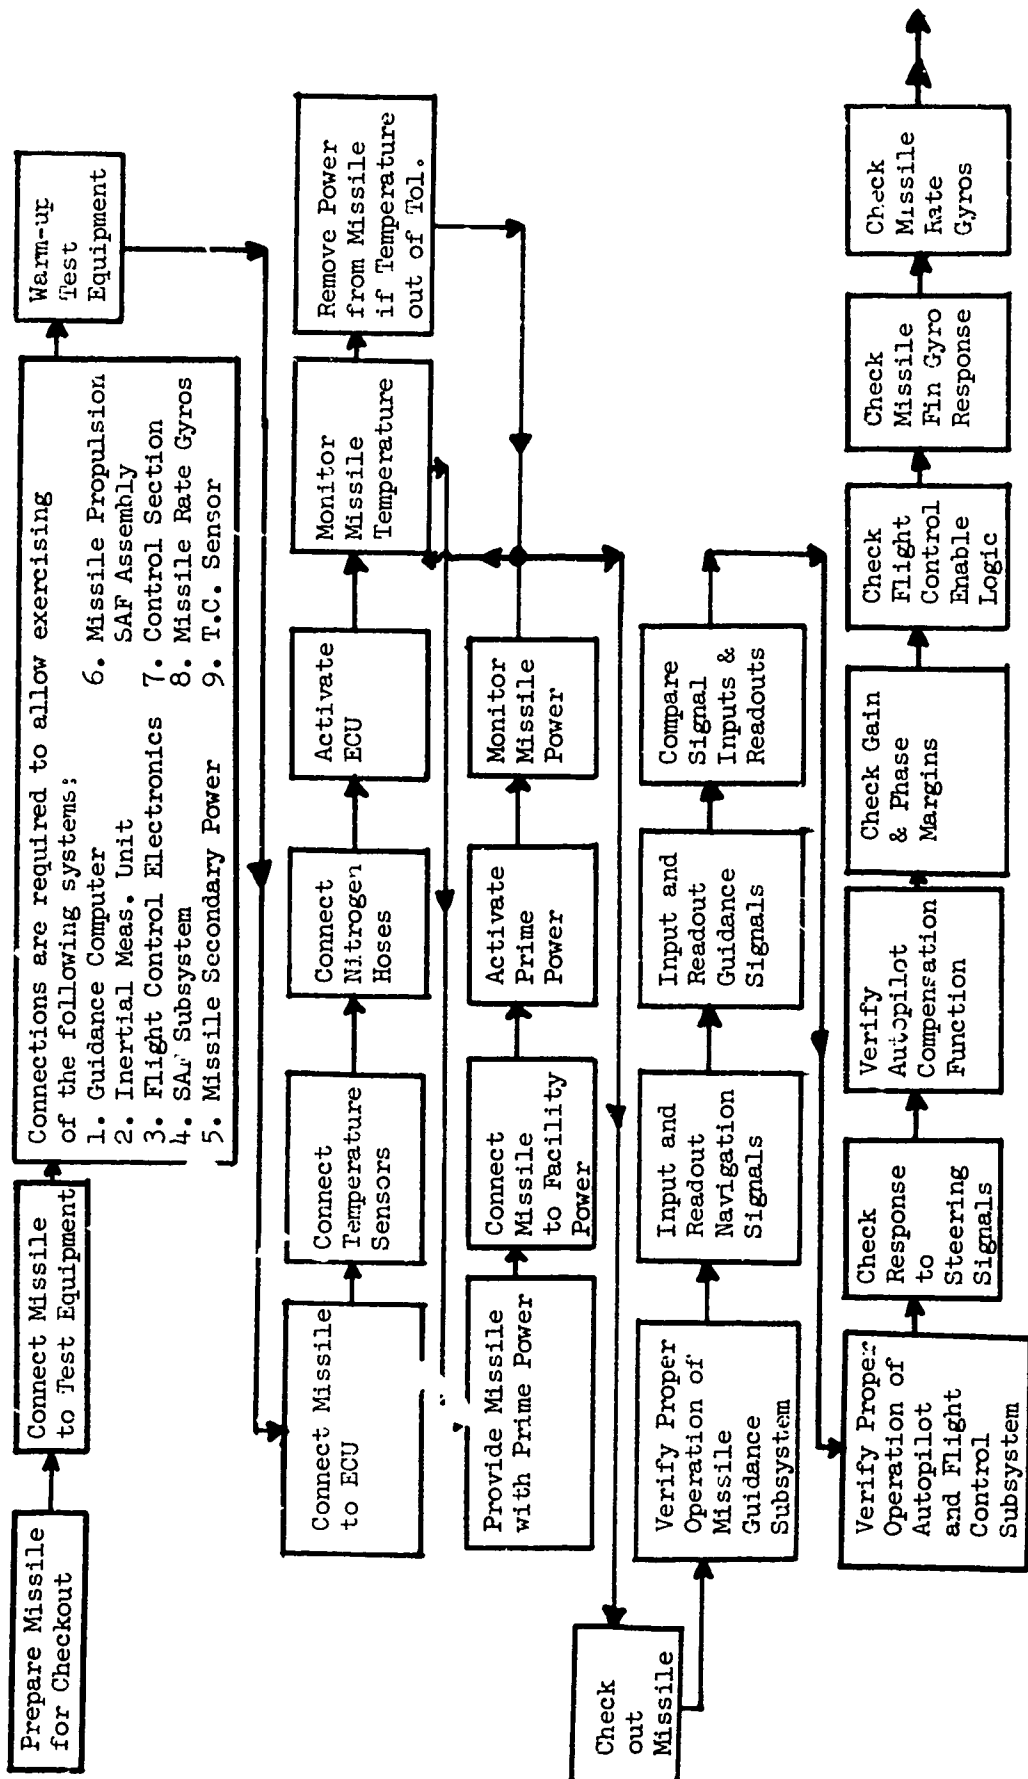 Prepare Missile
for Checkout
Connect Missile
to Test Equipment
Connections are required to allow exercising
of the following systems;
1. Guidance Computer
2. Inertial Meas. Unit
3. Flight Control Electronics
4. SAF Subsystem
5. Missile Secondary Power
6. Missile Propulsion
SAF Assembly
7. Control Section
8. Missile Rate Gyros
9. T.C. Sensor
Warm-up
Test
Equipment
Connect Missile
to ECU
Connect
Temperature
Sensors
Connect
Nitrogen
Hoses
Activate
ECU
Monitor
Missile
Temperature
Remove Power
from Missile
if Temperature
out of Tol.
Provide Missile
with Prime Power
Connect
Missile
to Facility
Power
Activate
Prime
Power
Monitor
Missile
Power
Check
out
Missile
Verify Proper
Operation of
Missile
Guidance
Subsystem
Input and
Readout
Navigation
Signals
Input and
Readout
Guidance
Signals
Compare
Signal
Inputs &
Readouts
Verify Proper
Operation of
Autopilot
and Flight
Control
Subsystem
Check
Response
to
Steering
Signals
Verify
Autopilot
Compensation
Function
Check Gain
& Phase
Margins
Check
Flight
Control
Enable
Logic
Check
Missile
Fin Gyro
Response
Check
Missile
Rate
Gyros